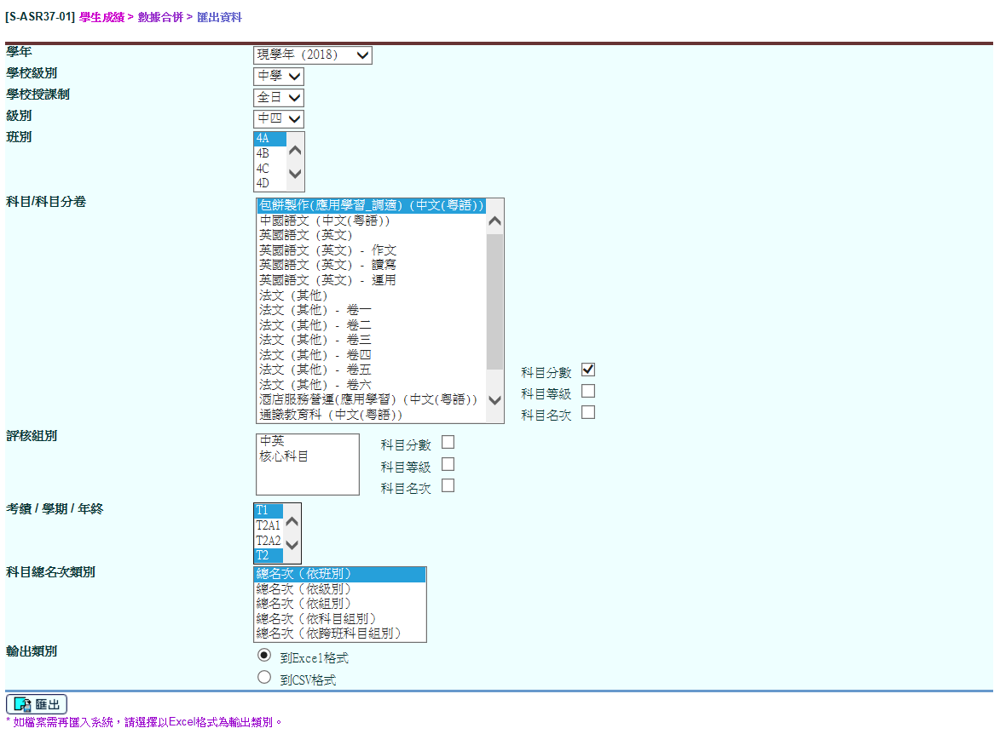 [S-ASR37-01] 學生成績 > 數據合併 > 匯出資料
學年 現學年 (2018)
學校級別 中學
學校授課制 全日
級別 中四
班別 4A
4B
4C
4D
科目/科目分卷 包餅製作(應用學習_調適) (中文(粵語))
中國語文 (中文(粵語))
英國語文 (英文)
英國語文 (英文) - 作文
英國語文 (英文) - 讀寫
英國語文 (英文) - 運用
法文 (其他)
法文 (其他) - 卷一
法文 (其他) - 卷二
法文 (其他) - 卷三
法文 (其他) - 卷四
法文 (其他) - 卷五
法文 (其他) - 卷六
酒店服務營運(應用學習) (中文(粵語))
通識教育科 (中文(粵語))
科目分數
科目等級
科目名次
評核組別 中英
核心科目
科目分數
科目等級
科目名次
考績 / 學期 / 年終 T1
T2A1
T2A2
T2
科目總名次類別 總名次 (依班別)
總名次 (依級別)
總名次 (依組別)
總名次 (依科目組別)
總名次 (依跨班科目組別)
輸出類別 到Excel格式
到CSV格式
匯出
* 如檔案需再匯入系統，請選擇以Excel格式為輸出類別。